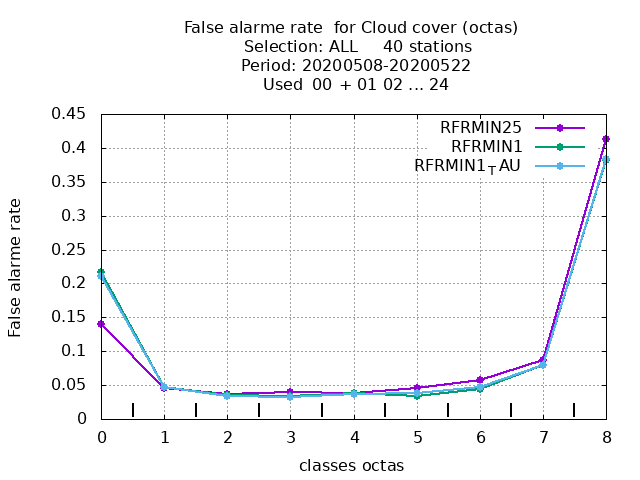 False alarme rate  for Cloud cover (octas)
Selection: ALL     40 stations
Period: 20200508-20200522
Used  00 + 01 02 ... 24
RFRMIN25
RFRMIN1
RFRMIN1TAU
0.45
0.4
0.35
0.3
0.25
0.2
0.15
0.1
0.05
0
False alarme rate
0 1 2 3 4 5 6 7 8
classes octas